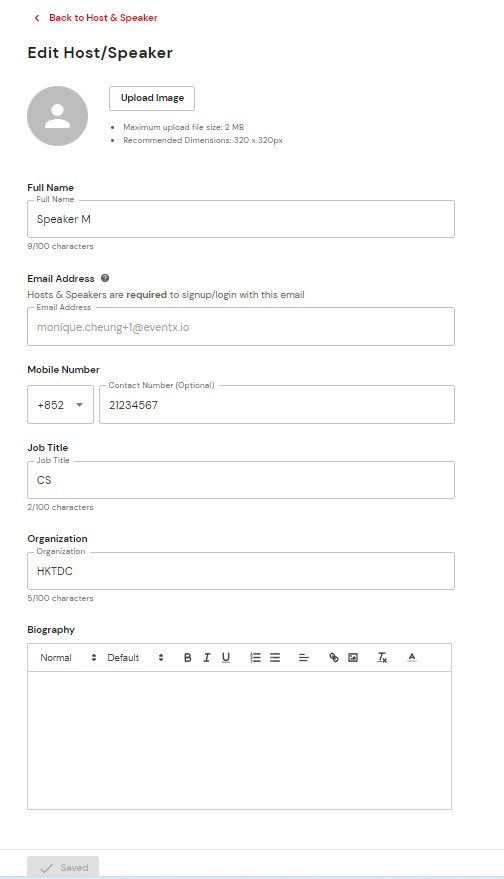 Back to Host & Speaker
Edit Host/Speaker
Upload Image
• Maximum upload file size: 2 MB
• Recommended Dimensions: 320 x 320px
Full Name
Full Name
Speaker M
9/100 characters
Email Address
Hosts & Speakers are required to signup/login with this email
Email Address
monique.cheung+1@eventx.io
Mobile Number
Contact Number (Optional)
+852
21234567
Job Title
Job Title
CS
2/100 characters
Organization
Organization
HKTDC
5/100 characters
Biography
Normal Default B I U Tx A
Saved